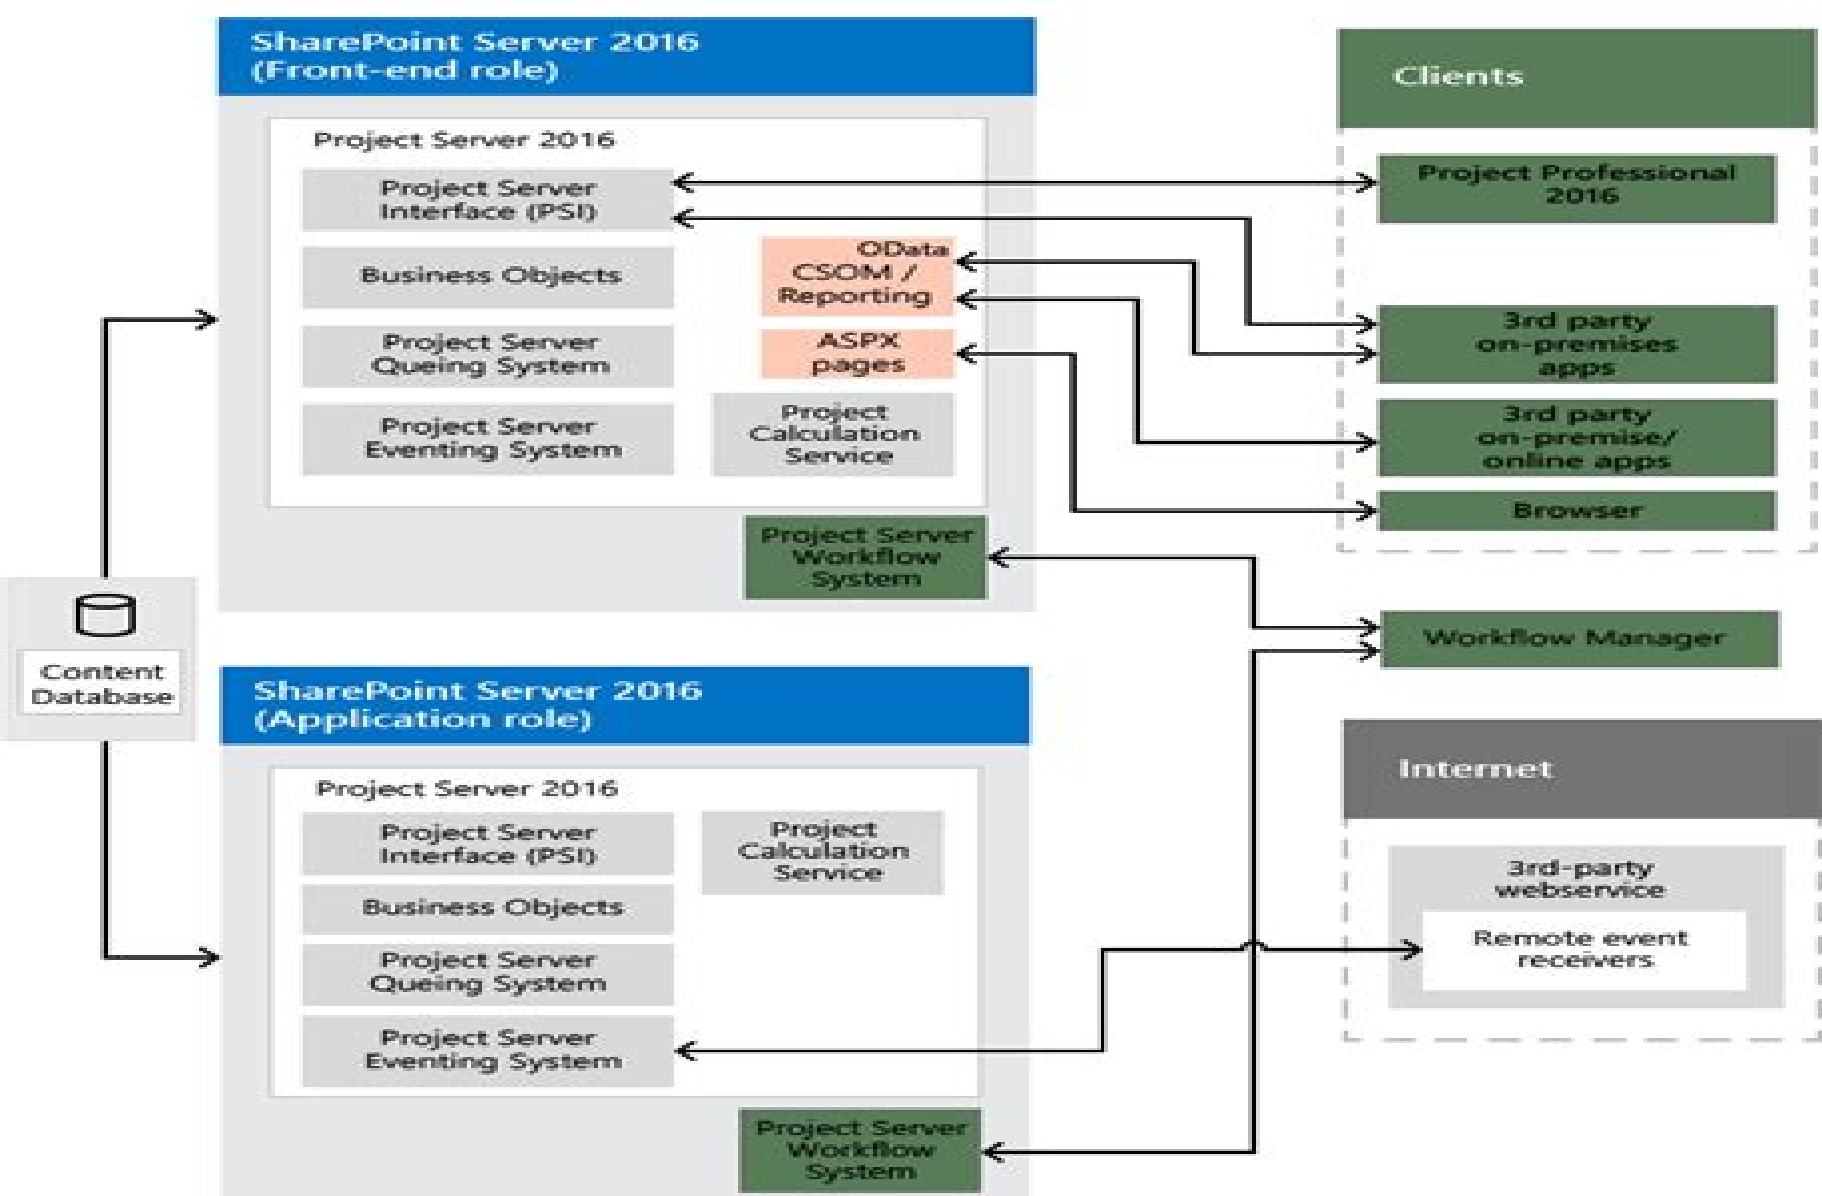 SharePoint Server 2016
(Front-end role)
Project Server 2016
Project Server
Interface (PSI)
Business Objects
Project Server
Queing System
Project Server
Eventing System
OData
CSOM /
Reporting
ASPX
pages
Project
Calculation
Service
Project Server
Workflow
System
Clients
Project Professional
2016
3rd party
on-premises
apps
3rd party
on-premise/
online apps
Browser
Workflow Manager
Content
Database
SharePoint Server 2016
(Application role)
Project Server 2016
Project Server
Interface (PSI)
Business Objects
Project Server
Queing System
Project Server
Eventing System
Project
Calculation
Service
Project Server
Workflow
System
Internet
3rd-party
webservice
Remote event
receivers